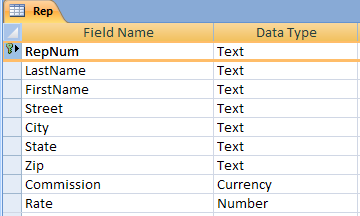 Rep
Field Name Data Type
RepNum Text
LastName Text
FirstName Text
Street Text
City Text
State Text
Zip Text
Commission Currency
Rate Number